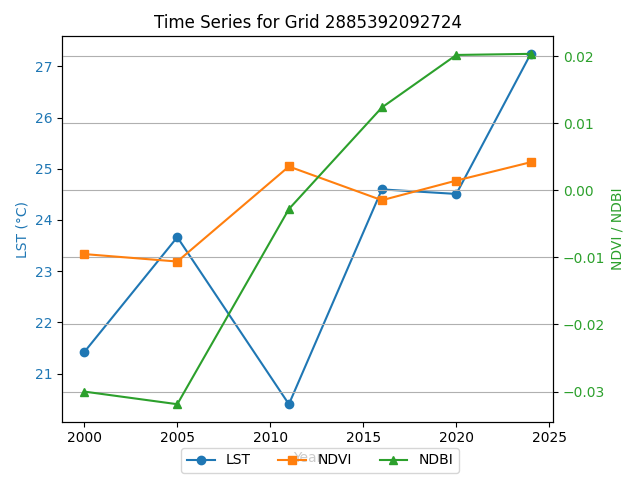 Time Series for Grid 2885392092724
27
26
25
24
23
22
21
LST (°C)
0.02
0.01
0.00
−0.01
−0.02
−0.03
NDVI / NDBI
2000
2005
2010
2015
2020
2025
Year
LST
NDVI
NDBI